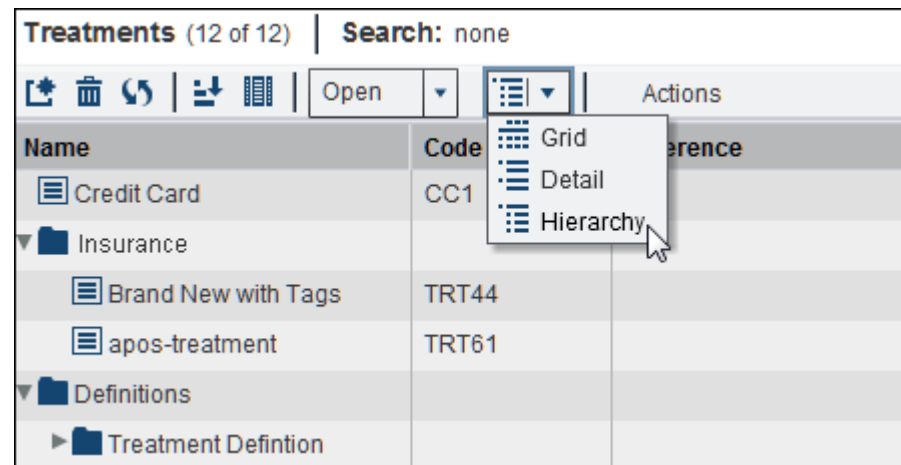 Treatments (12 of 12) Search: none
Open Actions
Name Code erence
Grid
Detail
Hierarchy
Credit Card CC1
Insurance
Brand New with Tags TRT44
apos-treatment TRT61
Definitions
Treatment Defintion